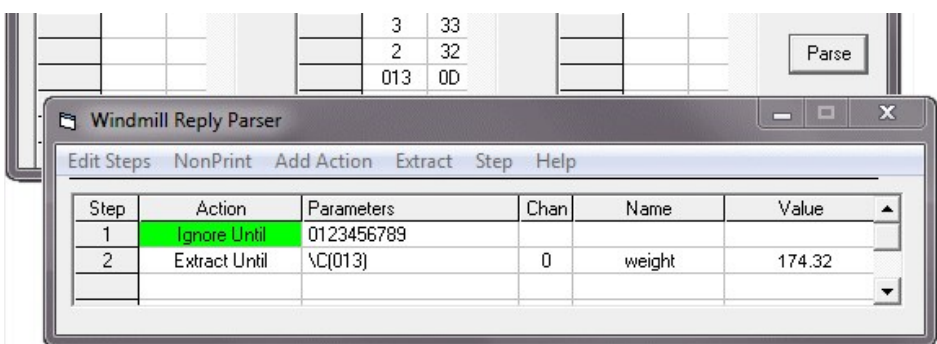 3 33
2 32
013 0D
Parse
Windmill Reply Parser
Edit Steps NonPrint Add Action Extract Step Help
Step Action Parameters Chan Name Value
1 Ignore Until 0123456789
2 Extract Until \C(013) 0 weight 174.32